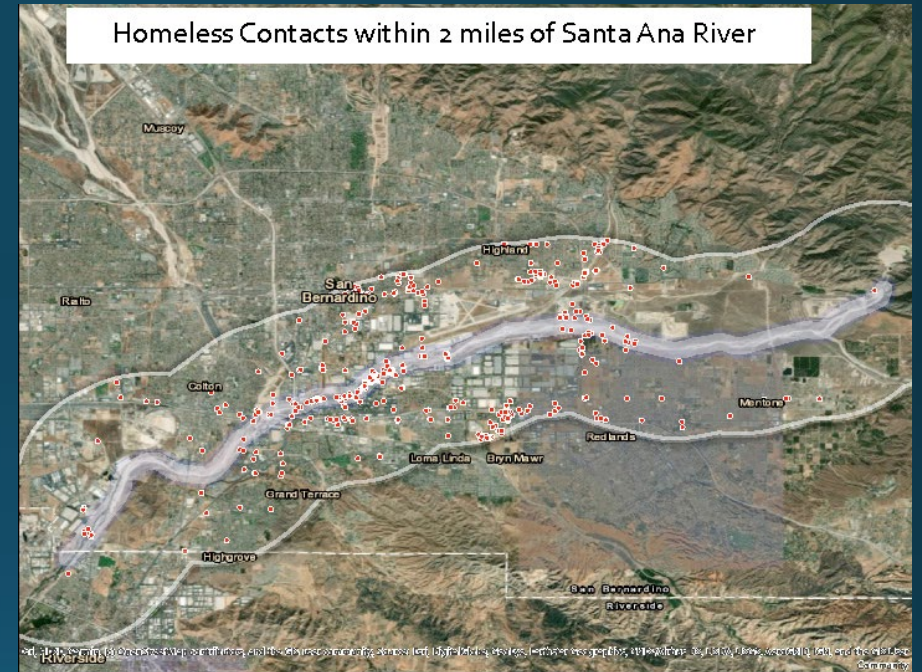 Homeless Contacts within 2 miles of Santa Ana River
Muscoy
Highland
San
Bernardino
Rialto
Colton
Mentone
Redlands
Loma Linda
Bryn Mawr
Grand Terrace
Highgrove
San Bernardino
Riverside
Riverside
Community